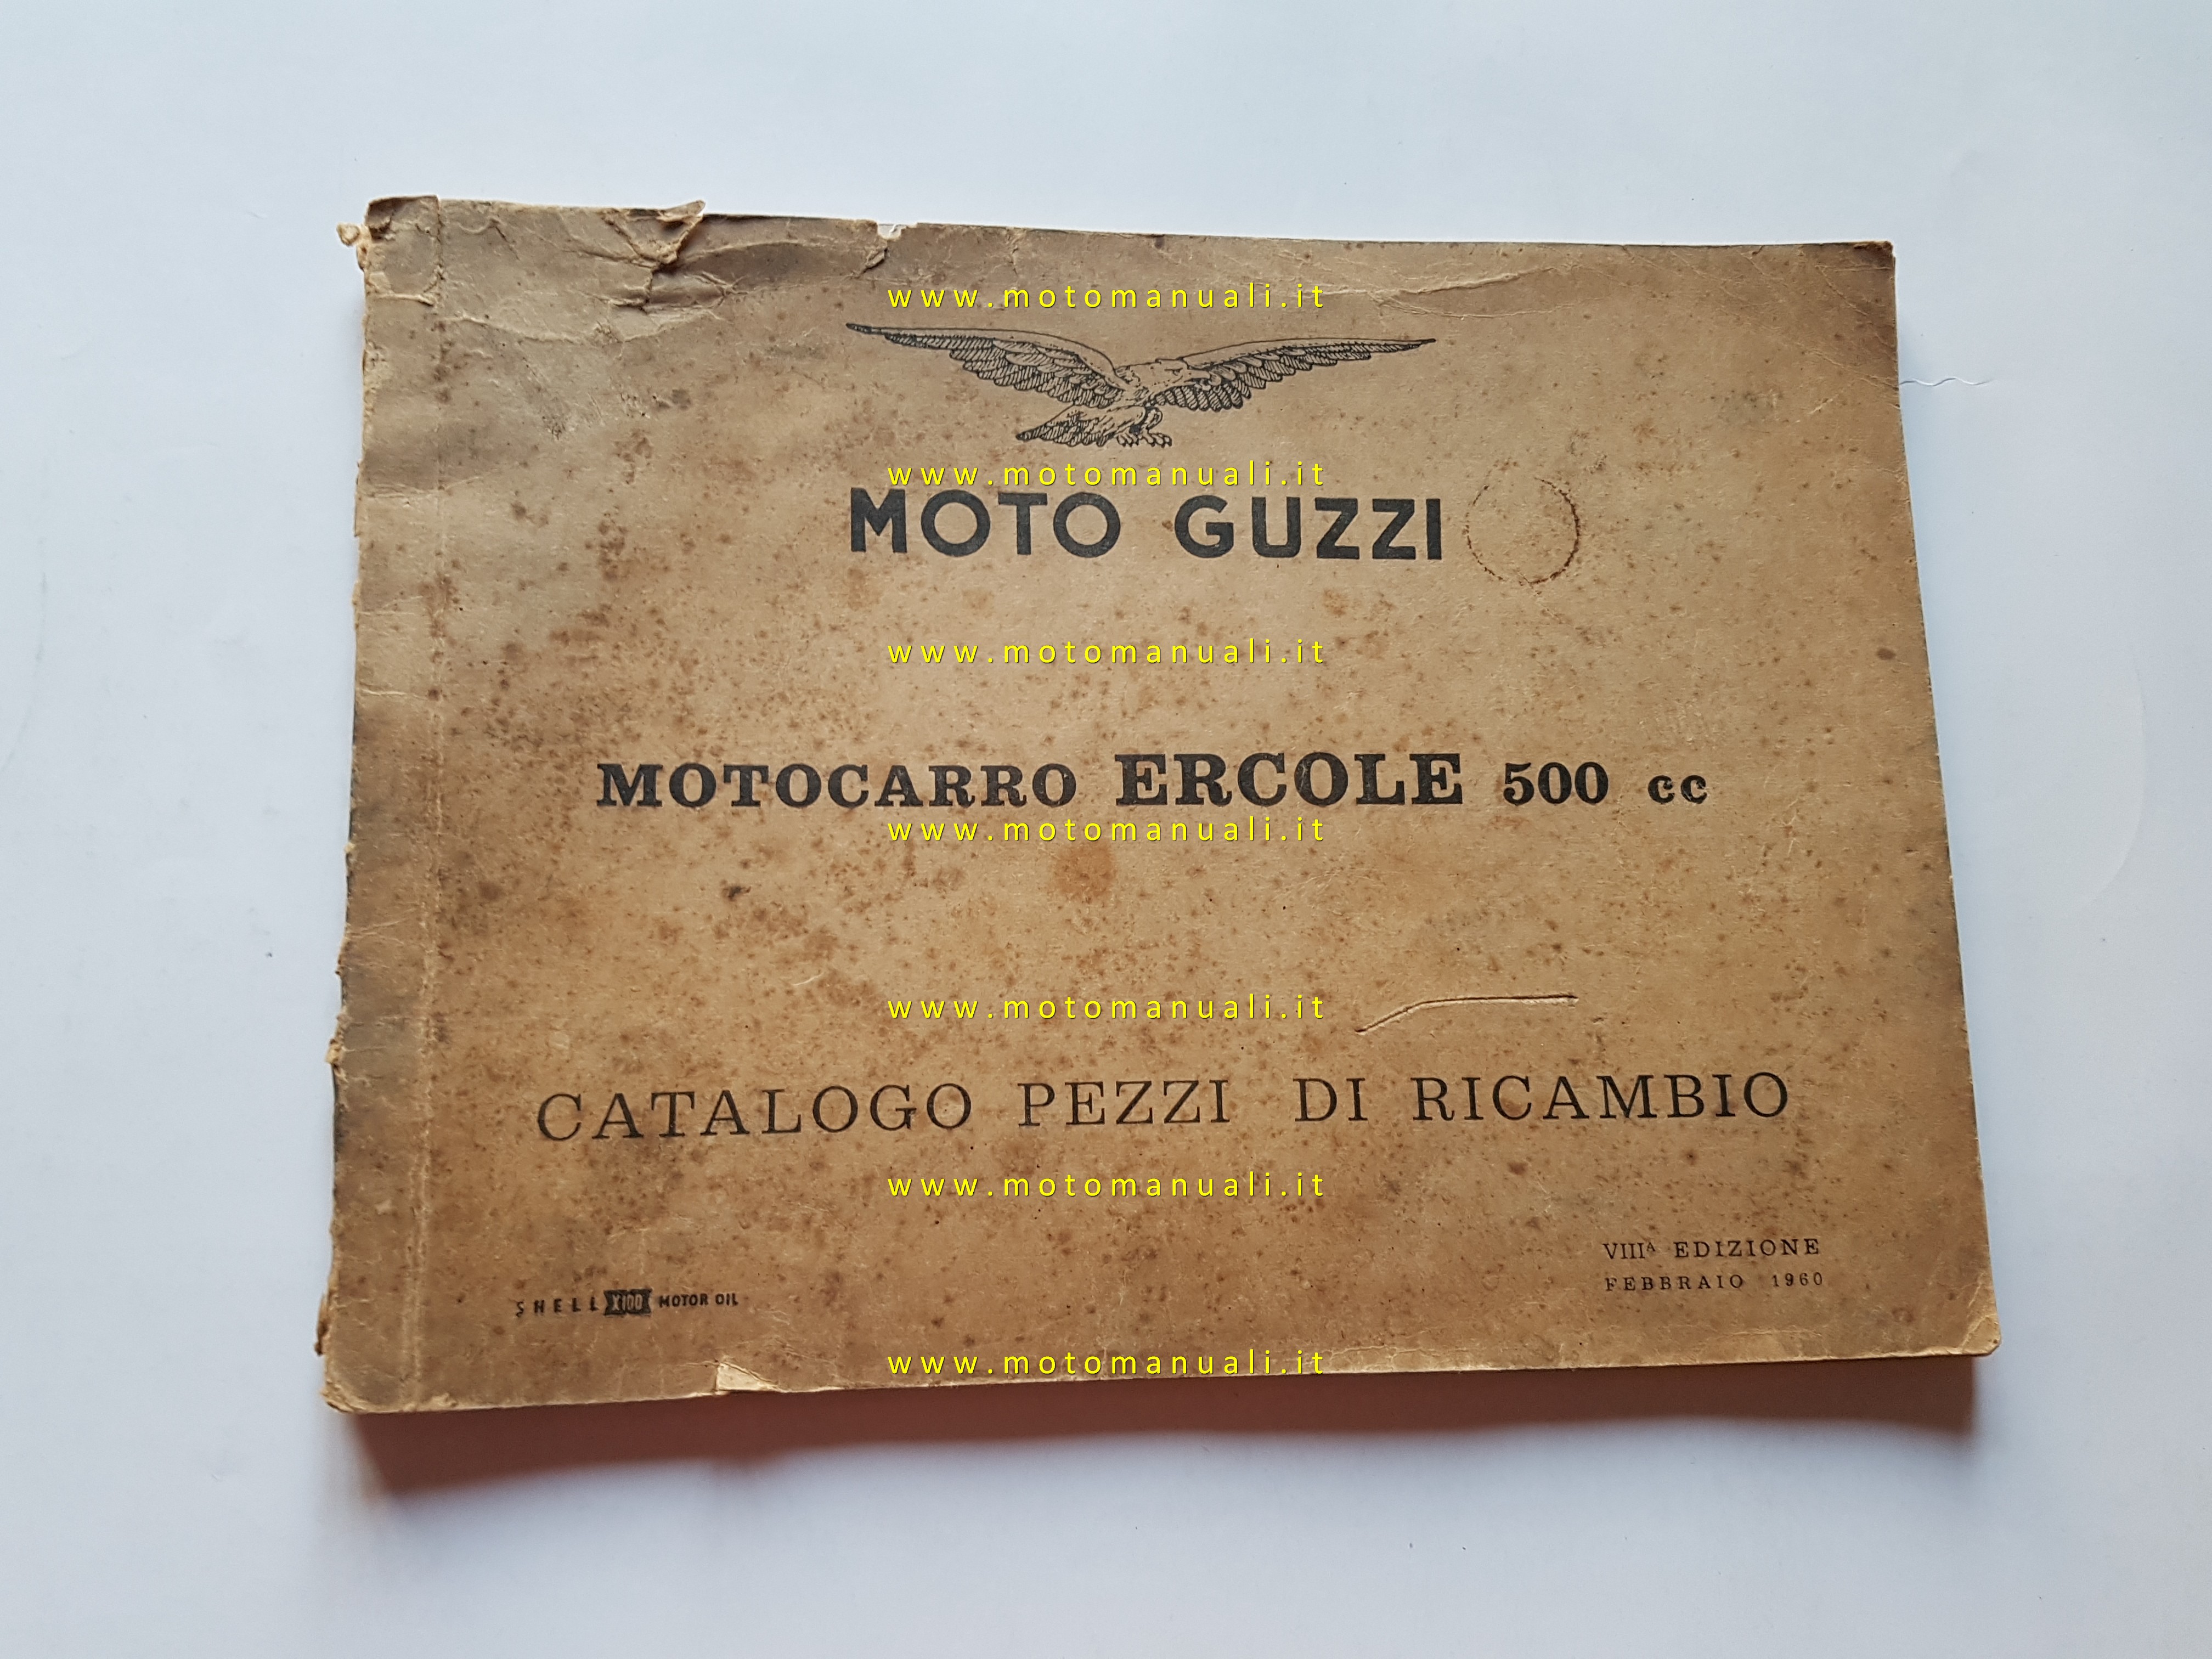 www.motomanuali.it
www.motomanuali.it
MOTO GUZZI
www.motomanuali.it
MOTOCARRO ERCOLE 500 cc
www.motomanuali.it
www.motomanuali.it
CATALOGO PEZZI DI RICAMBIO
www.motomanuali.it
VIIIA EDIZIONE
FEBBRAIO 1960
SHELL X100 MOTOR OIL
www.motomanuali.it